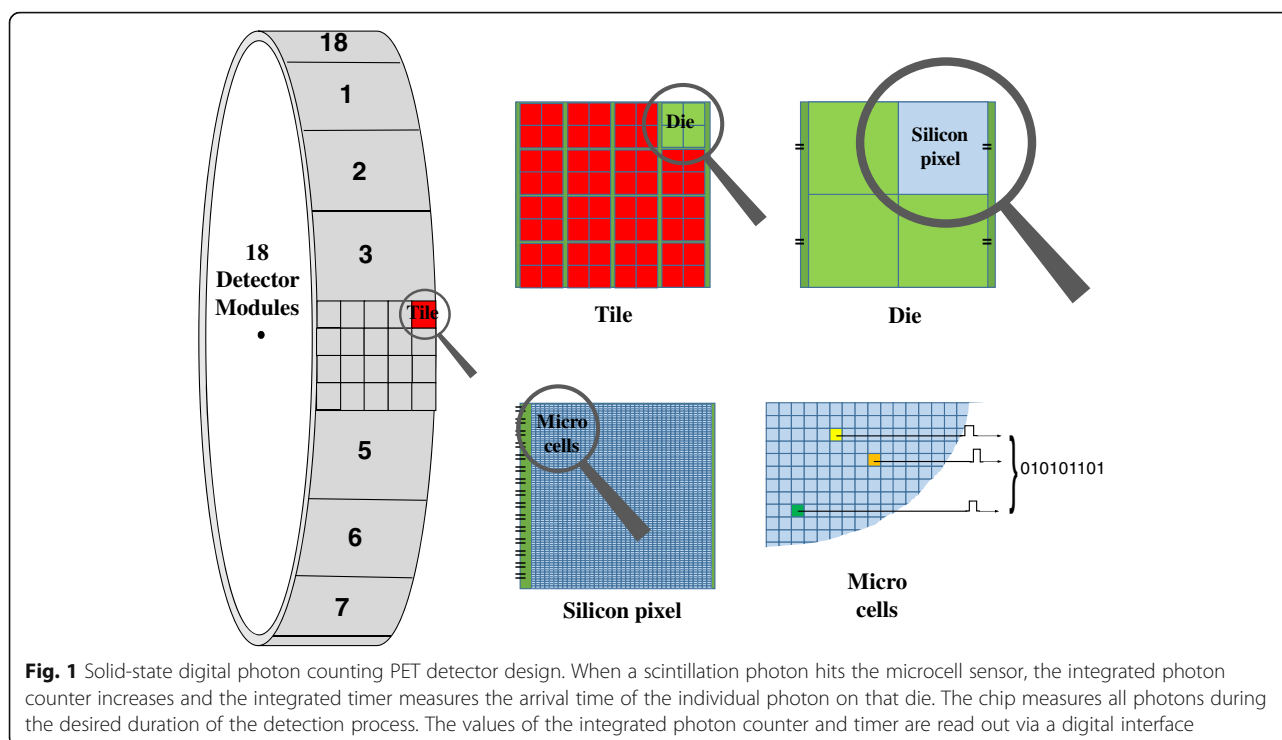 18
1
2
3
18
Detector
Modules
Tile
5
6
7
Die
Tile
Silicon
pixel
Die
Micro
cells
Silicon pixel
010101101
Micro
cells
Fig. 1 Solid-state digital photon counting PET detector design. When a scintillation photon hits the microcell sensor, the integrated photon
counter increases and the integrated timer measures the arrival time of the individual photon on that die. The chip measures all photons during
the desired duration of the detection process. The values of the integrated photon counter and timer are read out via a digital interface